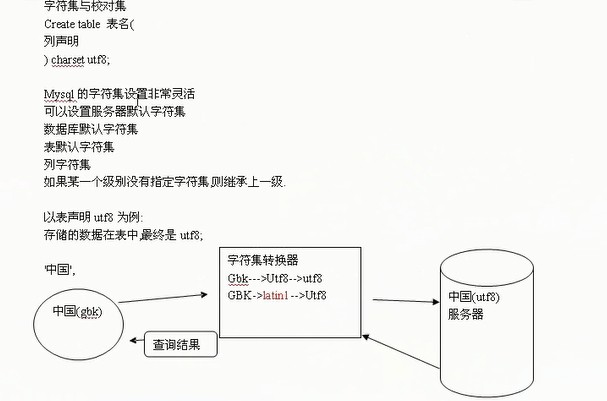 字符集与校对集
Create table 表名(
列声明
) charset utf8;
Mysql 的字符集设置非常灵活
可以设置服务器默认字符集
数据库默认字符集
表默认字符集
列字符集
如果某一个级别没有指定字符集,则继承上一级.
以表声明 utf8 为例:
存储的数据在表中,最终是 utf8;
'中国',
中国(gbk)
字符集转换器
Gbk--->Utf8-->utf8
GBK->latin1 -->Utf8
查询结果
中国(utf8)
服务器